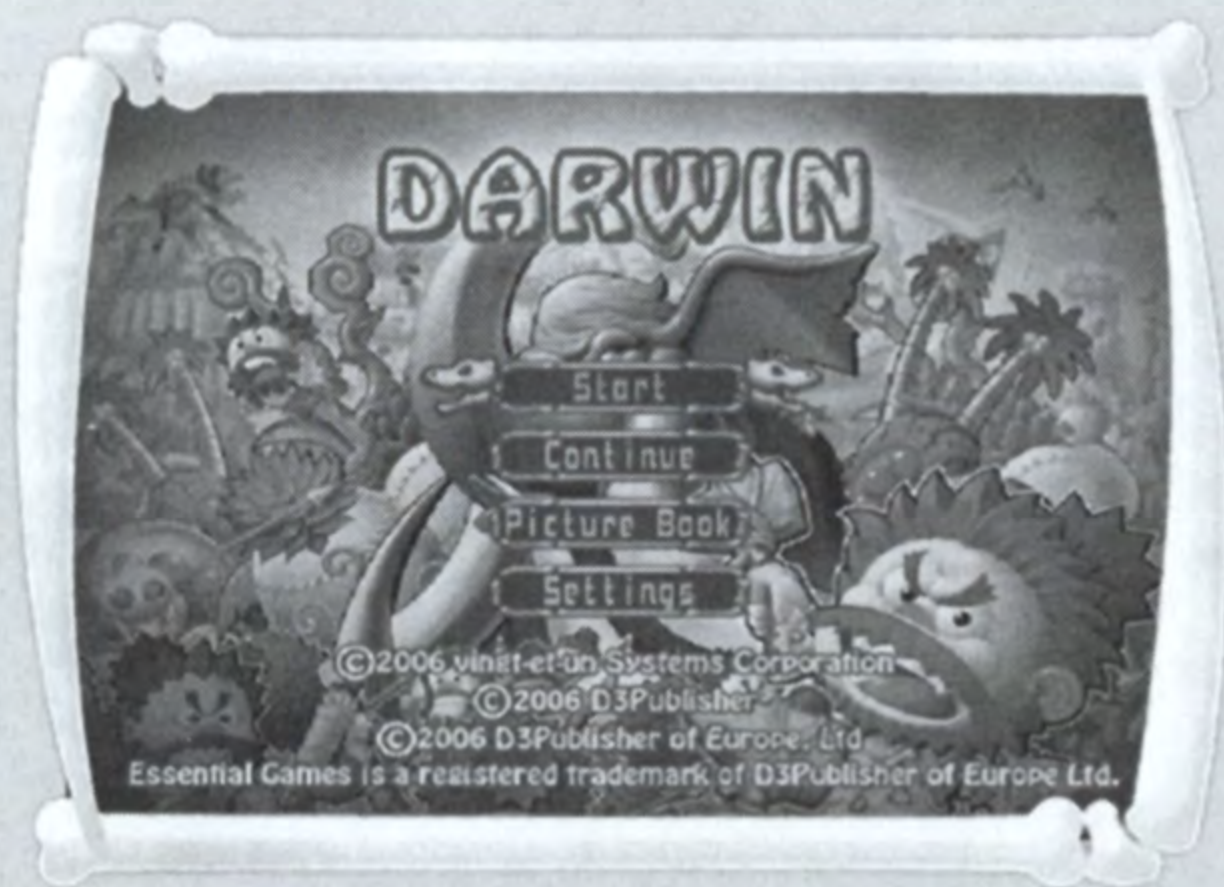 DARWIN
Start
Continue
Picture Book
Settings
©2006 vingt-et-un Systems Corporation
©2006 D3Publisher
©2006 D3Publisher of Europe, Ltd
Essential Games is a registered trademark of D3Publisher of Europe Ltd.